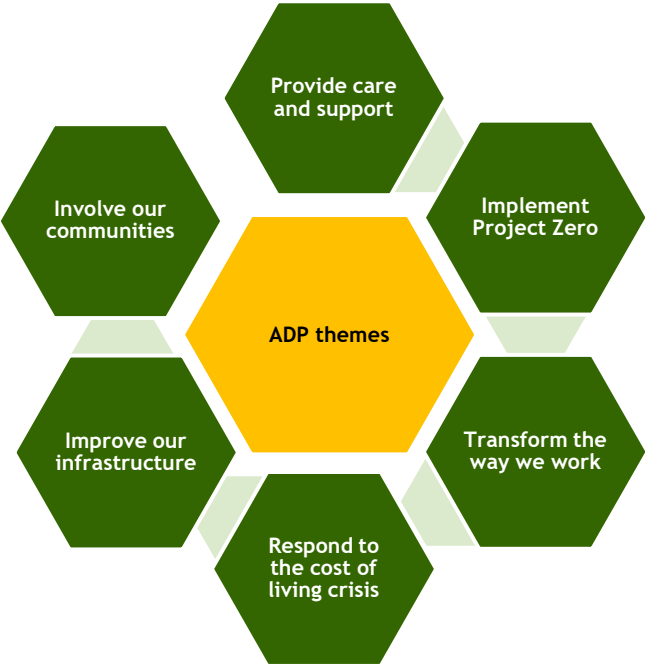 Provide care
and support
Implement
Project Zero
Transform the
way we work
Respond to
the cost of
living crisis
Improve our
infrastructure
Involve our
communities
ADP themes